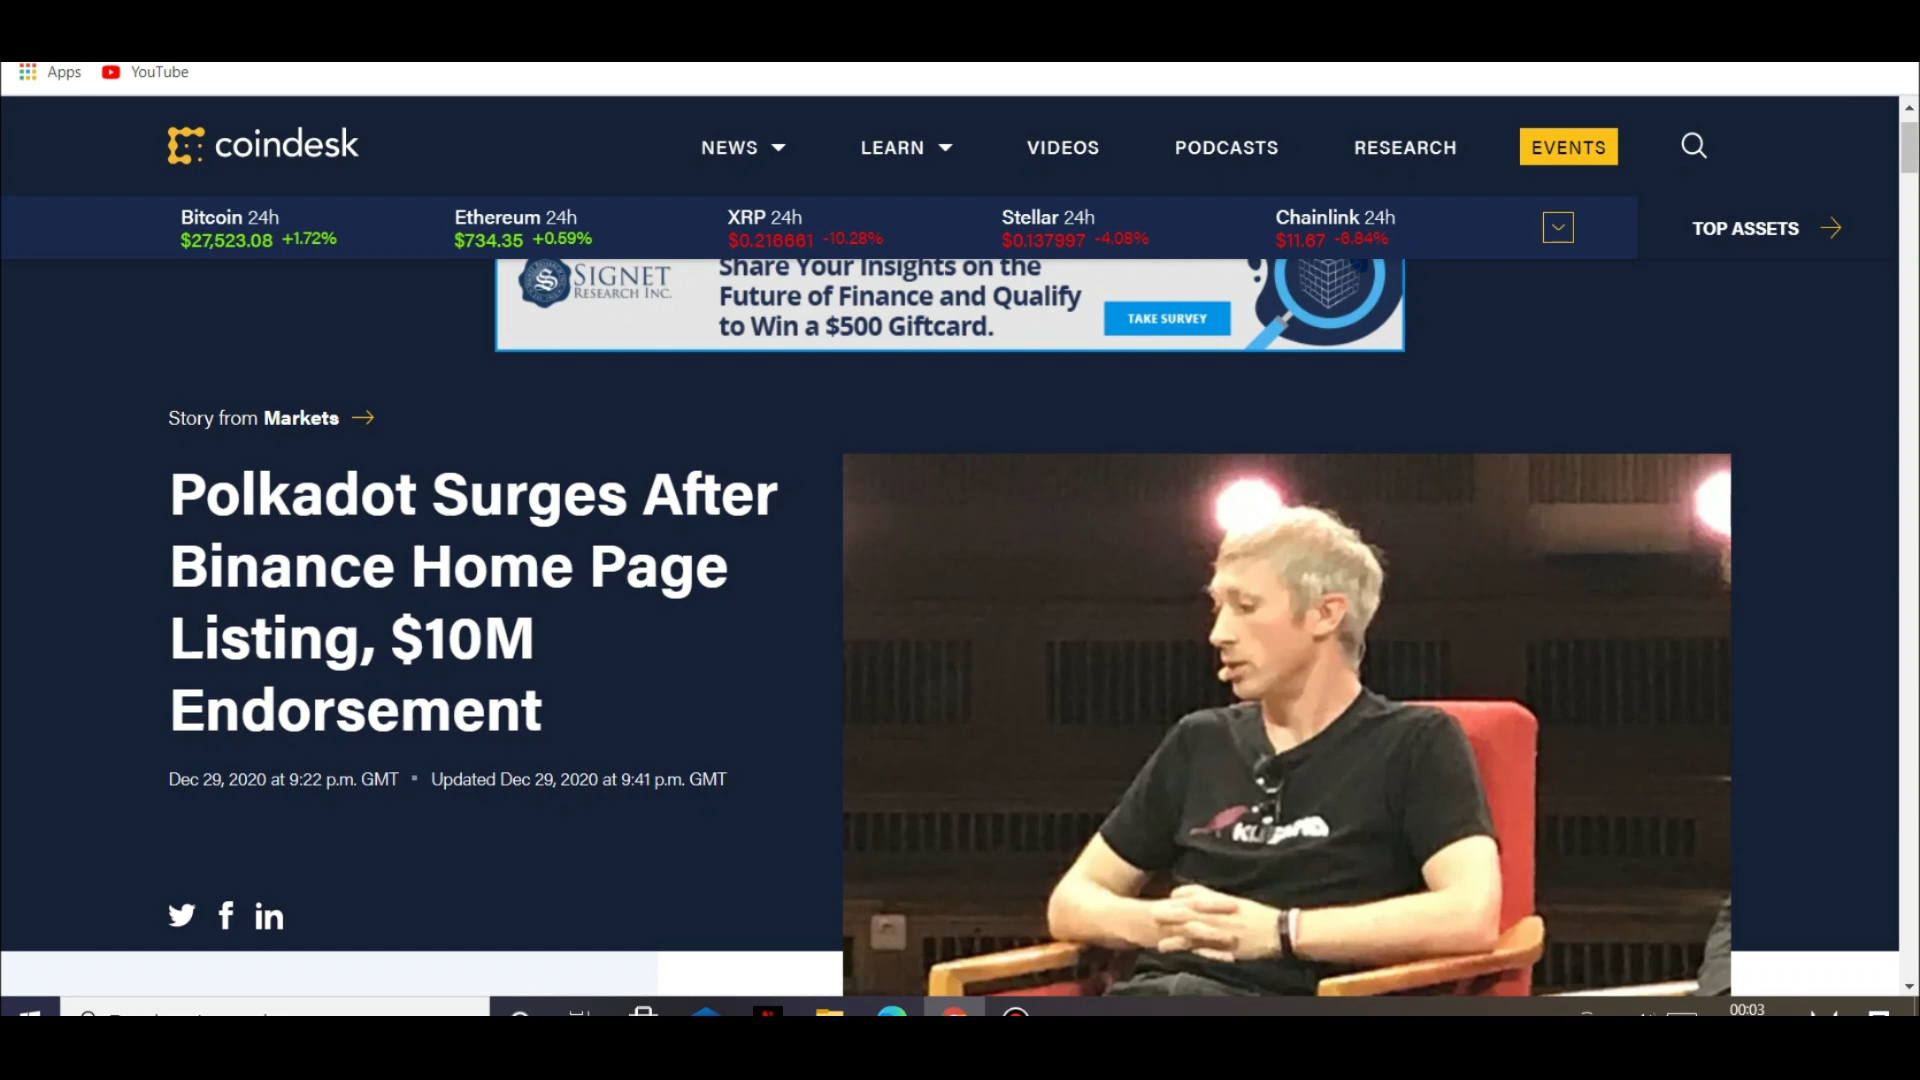 Apps YouTube
coindesk
NEWS LEARN VIDEOS PODCASTS RESEARCH EVENTS
Bitcoin 24h Ethereum 24h XRP 24h Stellar 24h Chainlink 24h
$27,523.08 +1.72% $734.35 +0.59% $0.216661 -10.28% $0.137997 -4.08% $11.67 -6.84%
TOP ASSETS
S SIGNET
RESEARCH INC.
Share Your Insights on the
Future of Finance and Qualify
to Win a $500 Giftcard.
TAKE SURVEY
Story from Markets
Polkadot Surges After
Binance Home Page
Listing, $10M
Endorsement
Dec 29, 2020 at 9:22 p.m. GMT ▪ Updated Dec 29, 2020 at 9:41 p.m. GMT
00:03